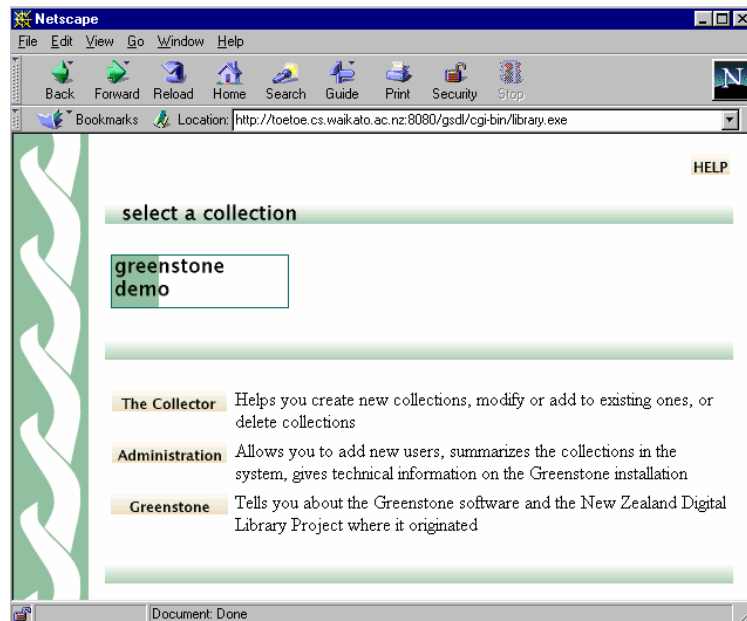 Netscape
File Edit View Go Window Help
Back Forward Reload Home Search Guide Print Security Stop
N
Bookmarks Location: http://toetoe.cs.waikato.ac.nz:8080/gsdl/cgi-bin/library.exe
HELP
select a collection
greenstone
demo
The Collector Helps you create new collections, modify or add to existing ones, or
delete collections
Administration Allows you to add new users, summarizes the collections in the
system, gives technical information on the Greenstone installation
Greenstone Tells you about the Greenstone software and the New Zealand Digital
Library Project where it originated
Document: Done